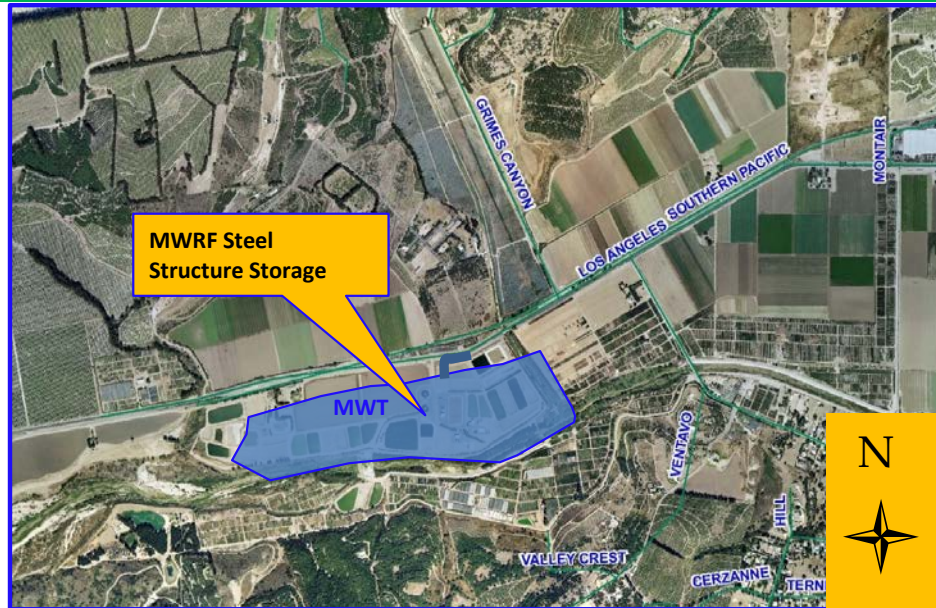 GRIMES CANYON
LOS ANGELES SOUTHERN PACIFIC
MONTAIR
MWRF Steel
Structure Storage
MWT
VENTAVO
N
HILL
VALLEY CREST
CERZANNE
TERN